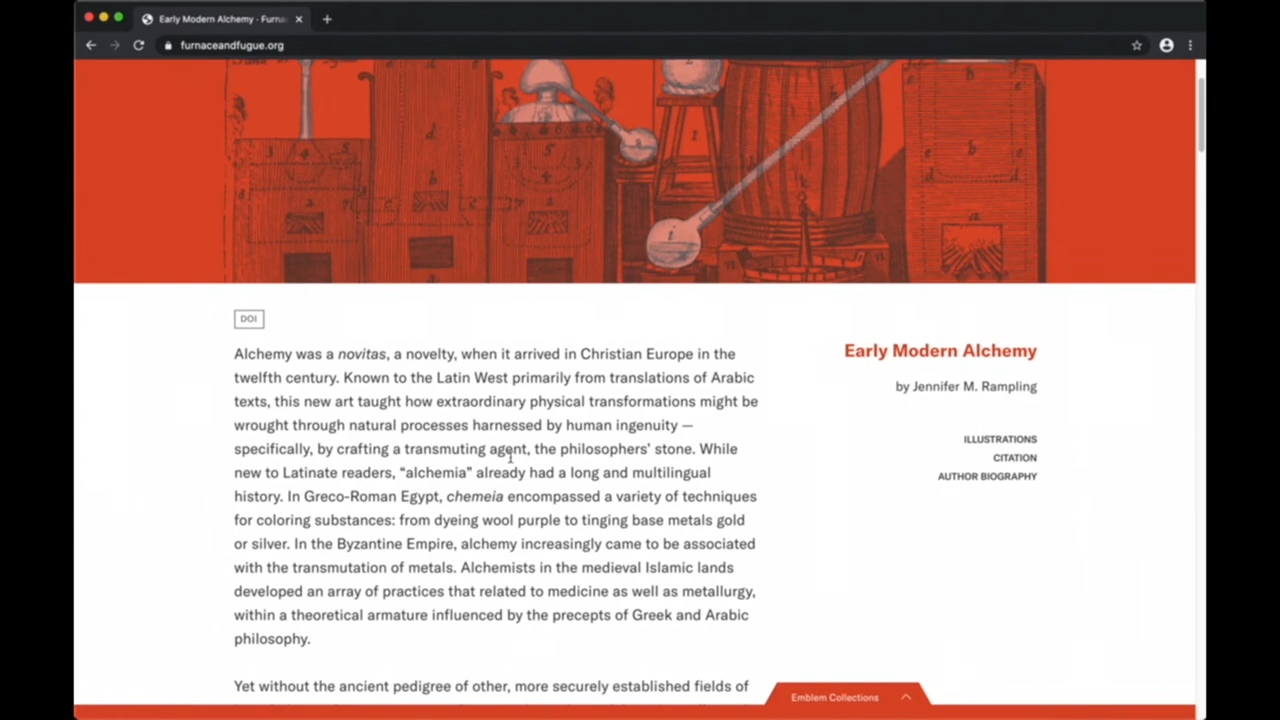 Early Modern Alchemy - Furna
furnaceandfugue.org
DOI
Alchemy was a novitas, a novelty, when it arrived in Christian Europe in the
twelfth century. Known to the Latin West primarily from translations of Arabic
texts, this new art taught how extraordinary physical transformations might be
wrought through natural processes harnessed by human ingenuity —
specifically, by crafting a transmuting agent, the philosophers’ stone. While
new to Latinate readers, “alchemia” already had a long and multilingual
history. In Greco-Roman Egypt, chemeia encompassed a variety of techniques
for coloring substances: from dyeing wool purple to tinging base metals gold
or silver. In the Byzantine Empire, alchemy increasingly came to be associated
with the transmutation of metals. Alchemists in the medieval Islamic lands
developed an array of practices that related to medicine as well as metallurgy,
within a theoretical armature influenced by the precepts of Greek and Arabic
philosophy.
Yet without the ancient pedigree of other, more securely established fields of
Early Modern Alchemy
by Jennifer M. Rampling
ILLUSTRATIONS
CITATION
AUTHOR BIOGRAPHY
Emblem Collections